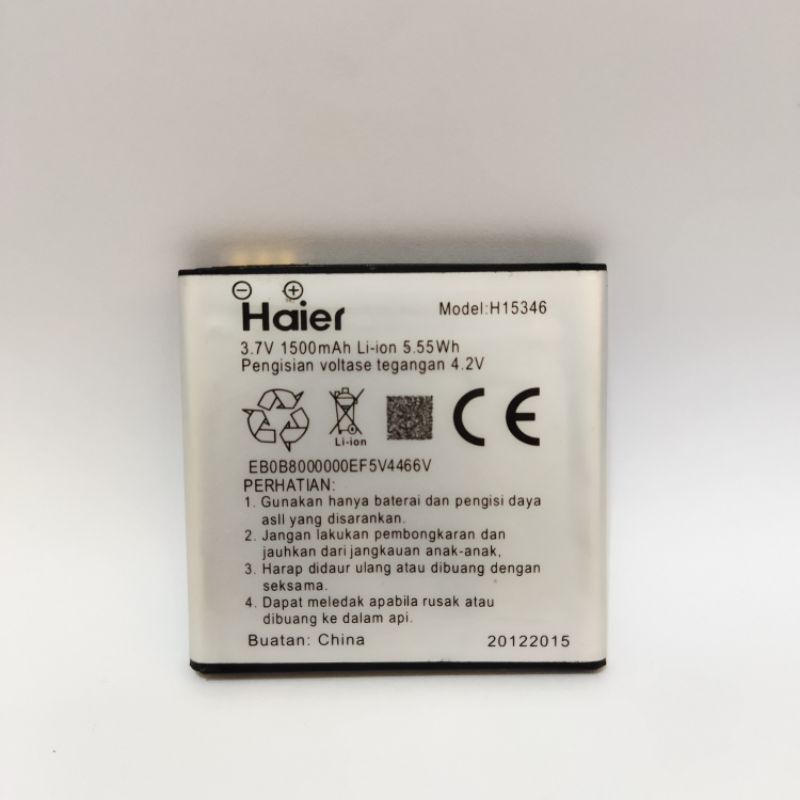 Haier
Model:H15346
3.7V 1500mAh Li-ion 5.55Wh
Pengisian voltase tegangan 4.2V
Li-ion
CE
EB0B8000000EF5V4466V
PERHATIAN:
1. Gunakan hanya baterai dan pengisi daya
asll yang disarankan.
2. Jangan lakukan pembongkaran dan
jauhkan dari jangkauan anak-anak,
3. Harap didaur ulang atau dibuang dengan
seksama.
4. Dapat meledak apabila rusak atau
dibuang ke dalam api.
Buatan: China
20122015